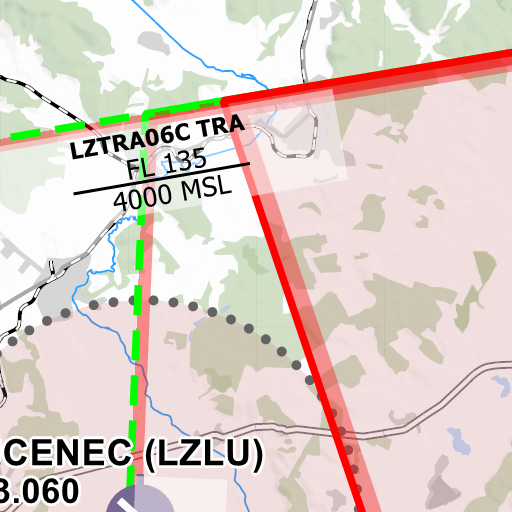 LZTRA06C TRA
FL 135
4000 MSL
CENEC (LZLU)
3.060